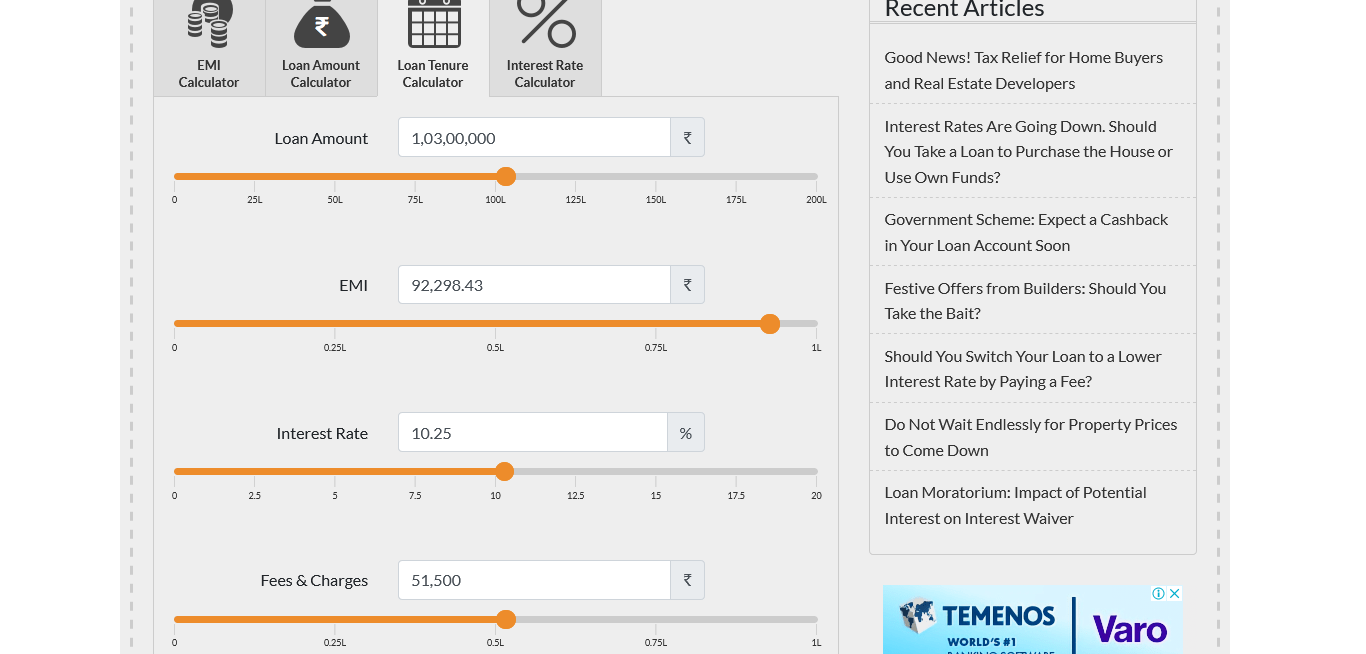 EMI
Calculator
Loan Amount
Calculator
Loan Tenure
Calculator
Interest Rate
Calculator
Loan Amount
1,03,00,000
₹
0 25L 50L 75L 100L 125L 150L 175L 200L
EMI
92,298.43
₹
0 0.25L 0.5L 0.75L 1L
Interest Rate
10.25
%
0 2.5 5 7.5 10 12.5 15 17.5 20
Fees & Charges
51,500
₹
0 0.25L 0.5L 0.75L 1L
Recent Articles
Good News! Tax Relief for Home Buyers
and Real Estate Developers
Interest Rates Are Going Down. Should
You Take a Loan to Purchase the House or
Use Own Funds?
Government Scheme: Expect a Cashback
in Your Loan Account Soon
Festive Offers from Builders: Should You
Take the Bait?
Should You Switch Your Loan to a Lower
Interest Rate by Paying a Fee?
Do Not Wait Endlessly for Property Prices
to Come Down
Loan Moratorium: Impact of Potential
Interest on Interest Waiver
TEMENOS
WORLD'S #1
BANKING SOFTWARE
Varo